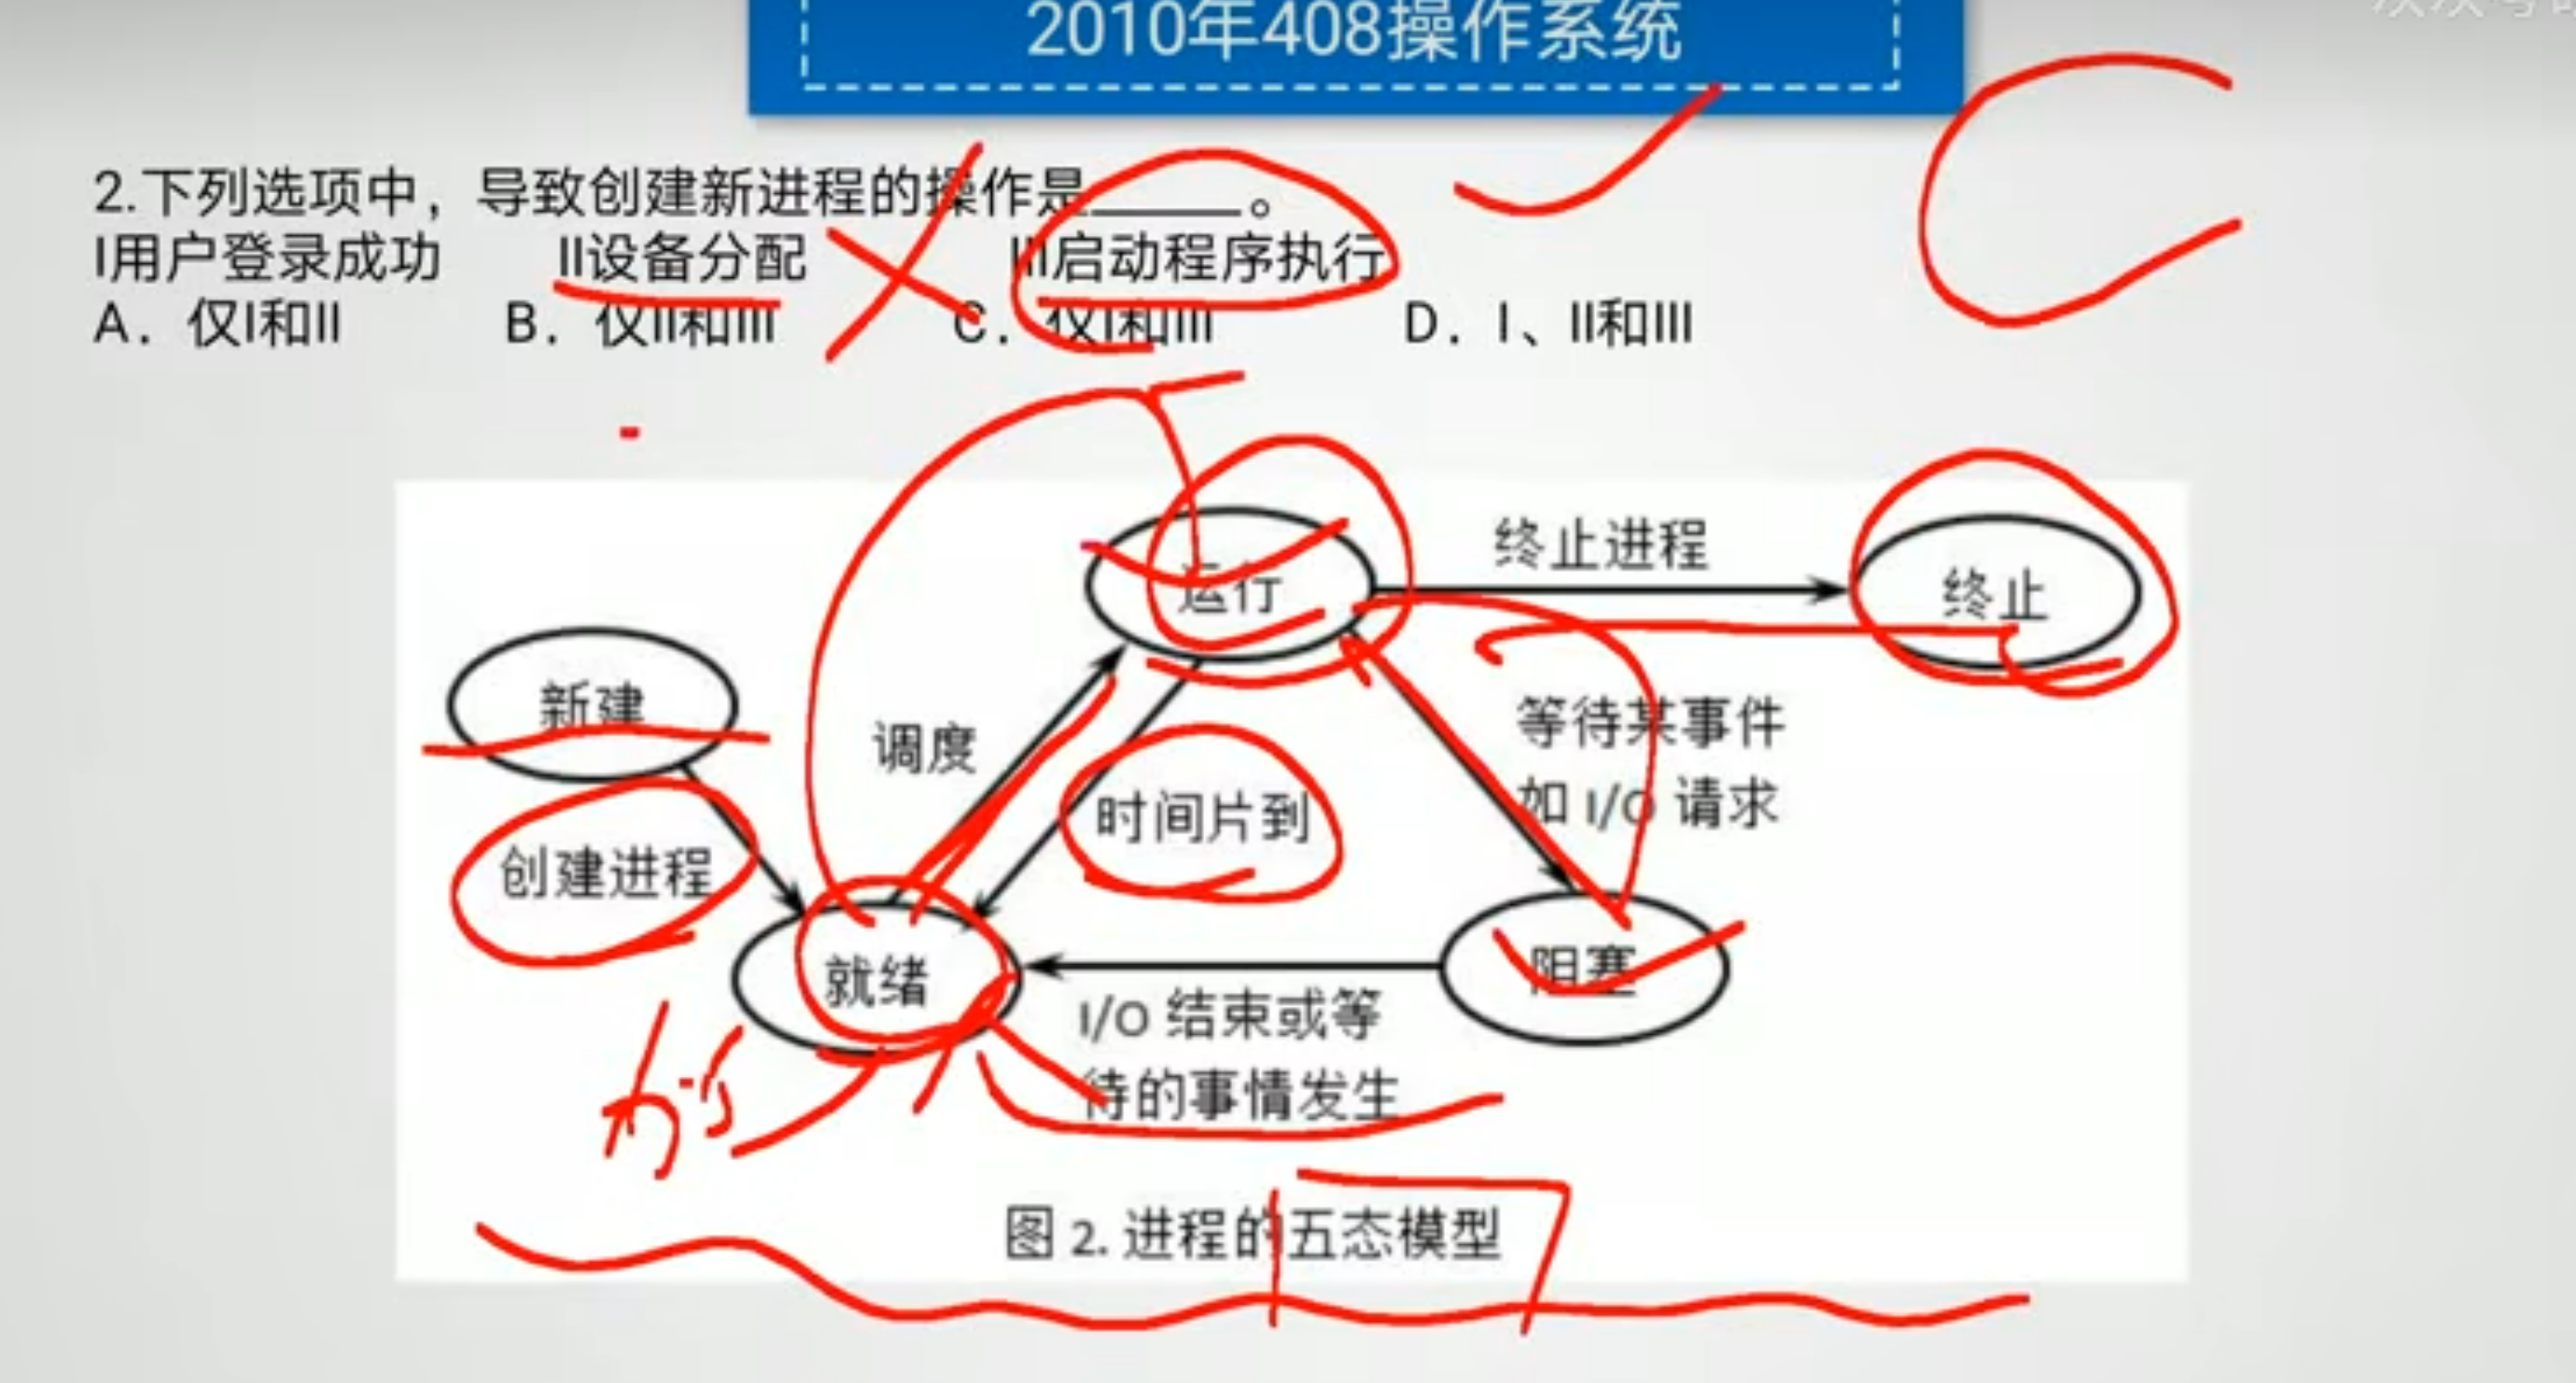 2010年408操作系统
2.下列选项中，导致创建新进程的操作是______。
I用户登录成功 II设备分配 III启动程序执行
A．仅I和II B．仅II和III C．仅I和III D．I、II和III
运行
终止进程
终止
新建
调度
等待某事件
如 I/O 请求
时间片到
创建进程
就绪
阻塞
I/O 结束或等
待的事情发生
图 2. 进程的五态模型
C